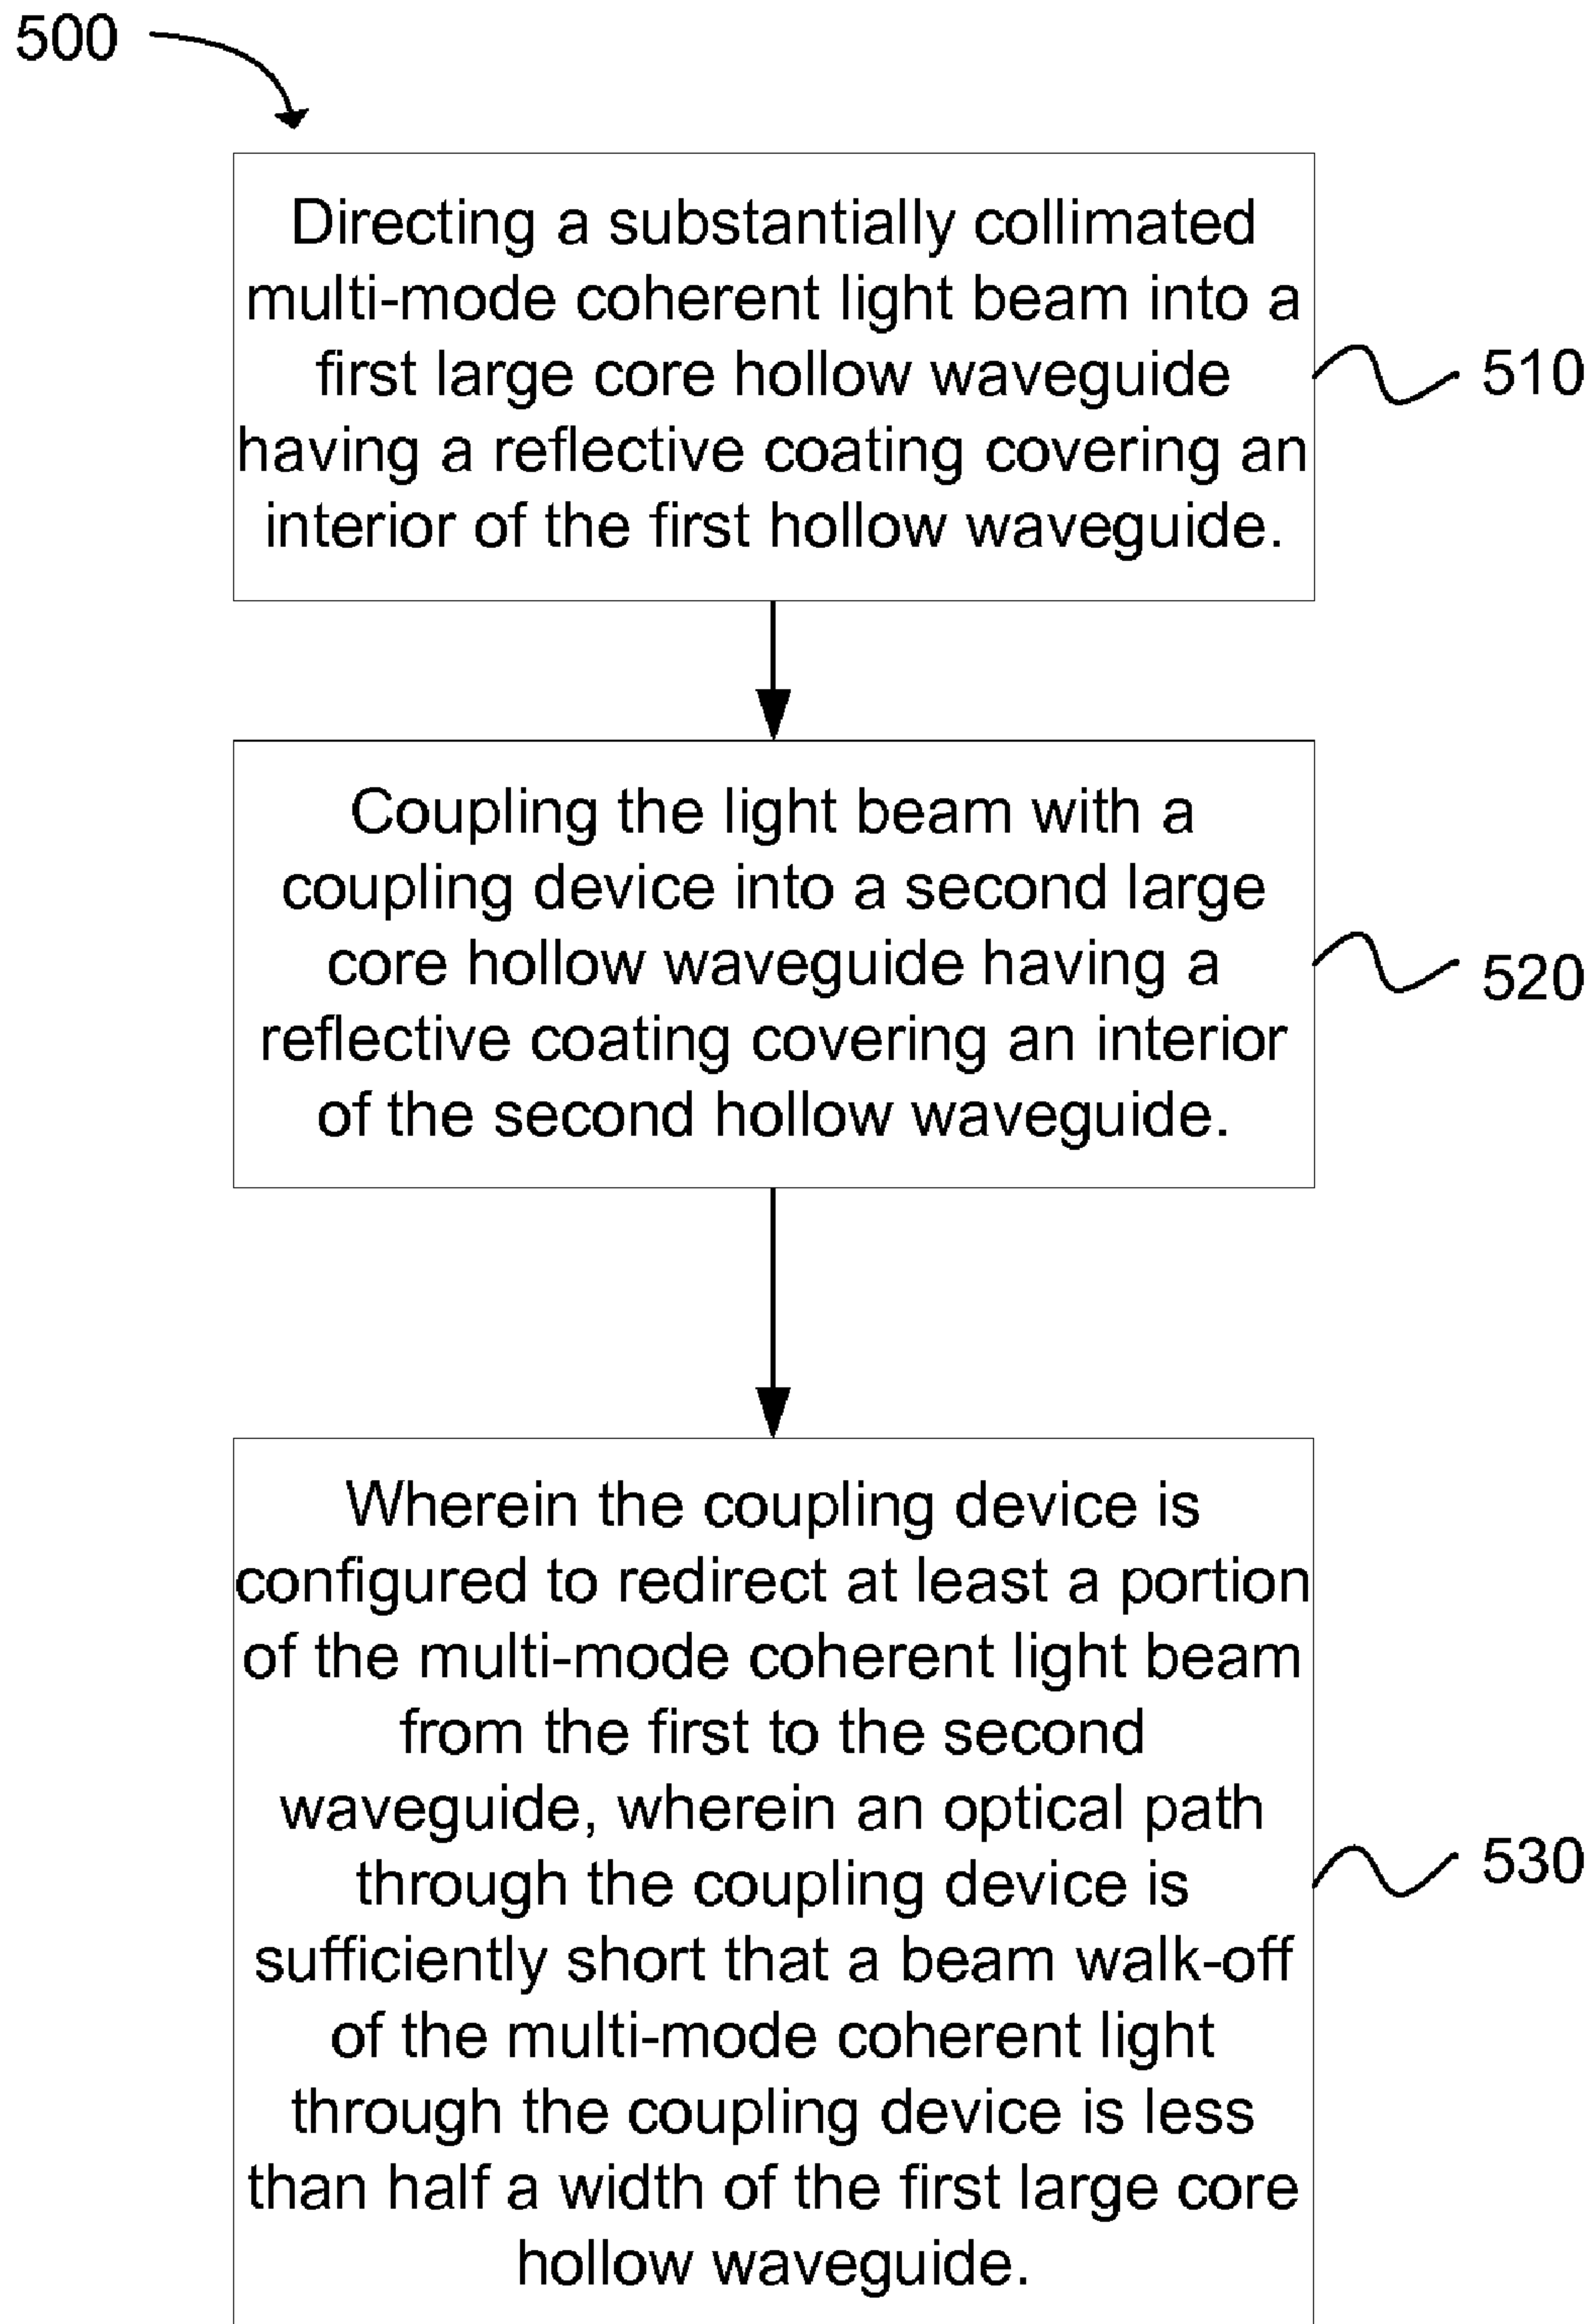 500
Directing a substantially collimated
multi-mode coherent light beam into a
first large core hollow waveguide
having a reflective coating covering an
interior of the first hollow waveguide.
510
Coupling the light beam with a
coupling device into a second large
core hollow waveguide having a
reflective coating covering an interior
of the second hollow waveguide.
520
Wherein the coupling device is
configured to redirect at least a portion
of the multi-mode coherent light beam
from the first to the second
waveguide, wherein an optical path
through the coupling device is
sufficiently short that a beam walk-off
of the multi-mode coherent light
through the coupling device is less
than half a width of the first large core
hollow waveguide.
530